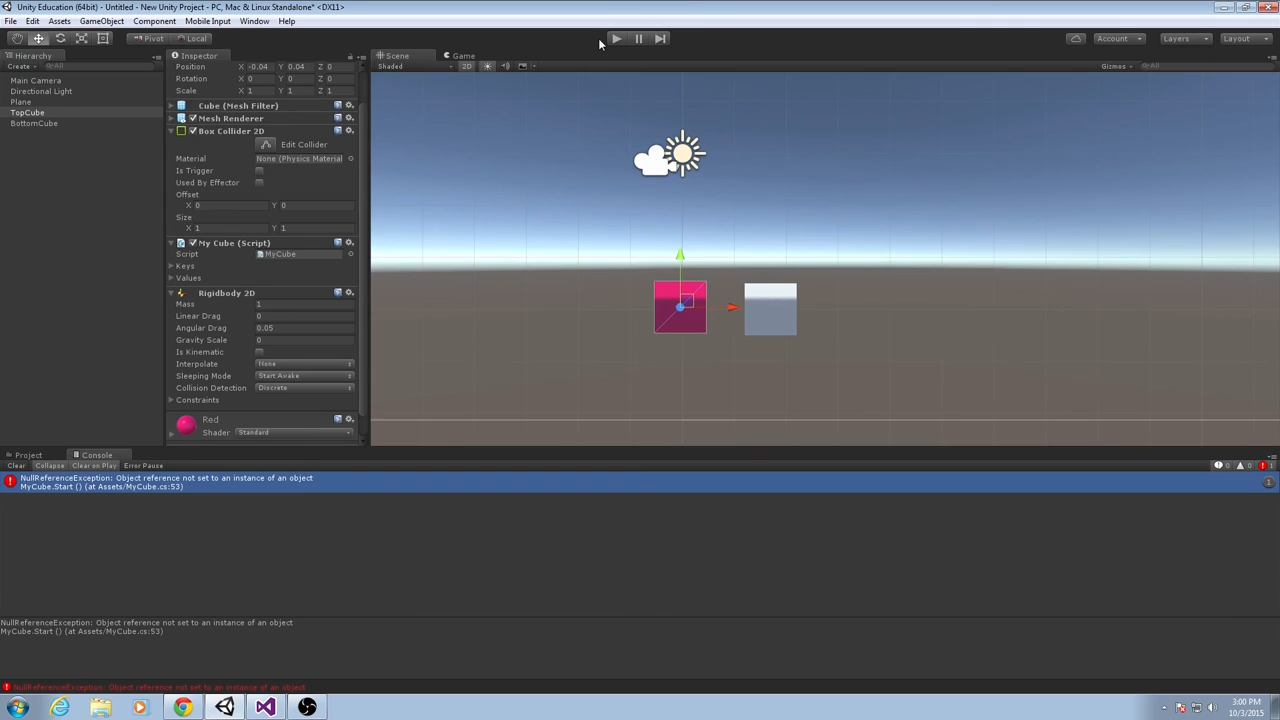 Unity Education (64bit) - Untitled - New Unity Project - PC, Mac & Linux Standalone* <DX11>
File Edit Assets GameObject Component Mobile Input Window Help
Pivot Local Account Layers Layout
Hierarchy Inspector Scene Game
Create All Shaded 2D Gizmos All
Position X -0.04 Y 0.04 Z 0
Rotation X 0 Y 0 Z 0
Scale X 1 Y 1 Z 1
Main Camera
Directional Light
Plane
TopCube
BottomCube
Cube (Mesh Filter)
Mesh Renderer
Box Collider 2D
Edit Collider
Material None (Physics Material
Is Trigger
Used By Effector
Offset
X 0 Y 0
Size
X 1 Y 1
My Cube (Script)
Script MyCube
Keys
Values
Rigidbody 2D
Mass 1
Linear Drag 0
Angular Drag 0.05
Gravity Scale 0
Is Kinematic
Interpolate None
Sleeping Mode Start Awake
Collision Detection Discrete
Constraints
Red
Shader Standard
Project Console
Clear Collapse Clear on Play Error Pause 0 0 1
NullReferenceException: Object reference not set to an instance of an object
MyCube.Start () (at Assets/MyCube.cs:53) 1
NullReferenceException: Object reference not set to an instance of an object
MyCube.Start () (at Assets/MyCube.cs:53)
NullReferenceException: Object reference not set to an instance of an object
3:00 PM
10/3/2015